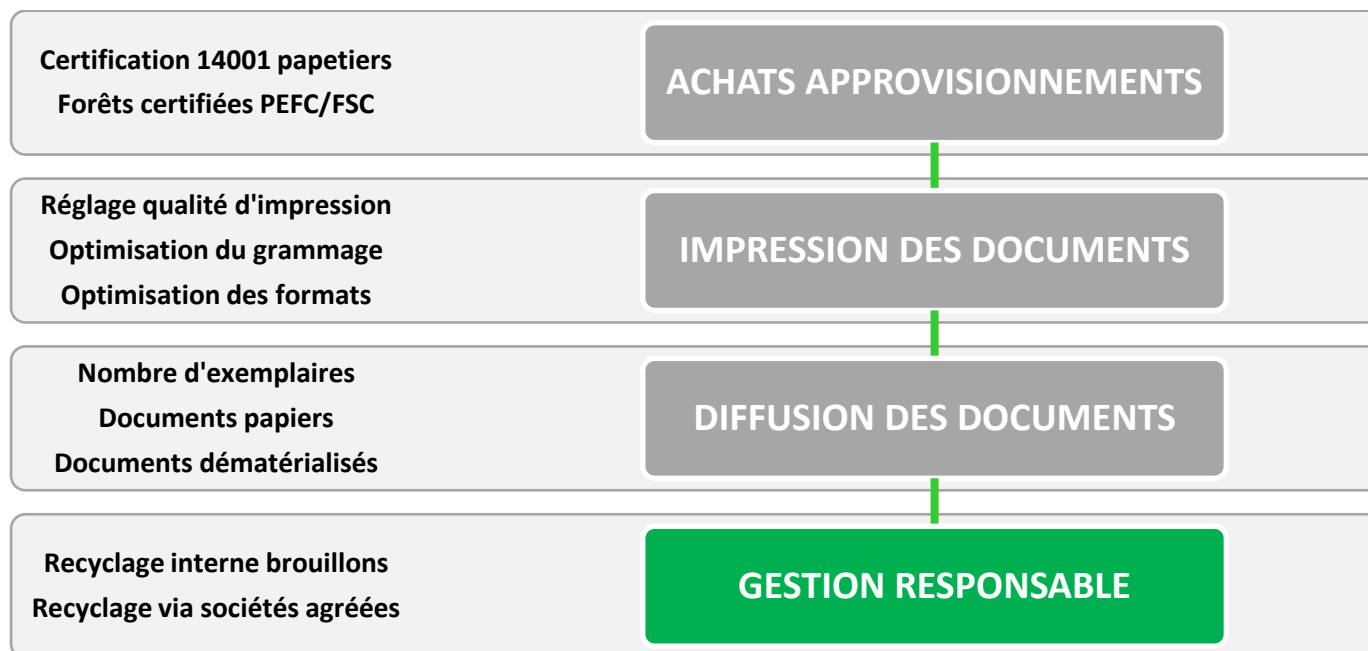 Certification 14001 papetiers
Forêts certifiées PEFC/FSC
ACHATS APPROVISIONNEMENTS
Réglage qualité d'impression
Optimisation du grammage
Optimisation des formats
IMPRESSION DES DOCUMENTS
Nombre d'exemplaires
Documents papiers
Documents dématérialisés
DIFFUSION DES DOCUMENTS
Recyclage interne brouillons
Recyclage via sociétés agréées
GESTION RESPONSABLE